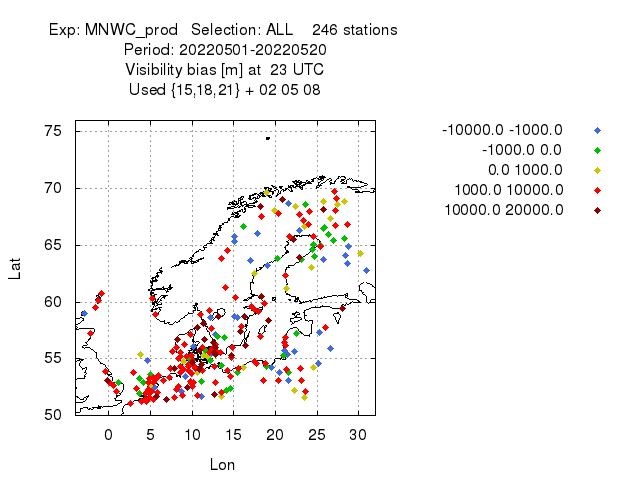 Exp: MNWC_prod   Selection: ALL    246 stations
Period: 20220501-20220520
Visibility bias [m] at  23 UTC
Used {15,18,21} + 02 05 08
-10000.0 -1000.0
-1000.0 0.0
0.0 1000.0
1000.0 10000.0
10000.0 20000.0
75
70
65
60
55
50
Lat
0 5 10 15 20 25 30
Lon